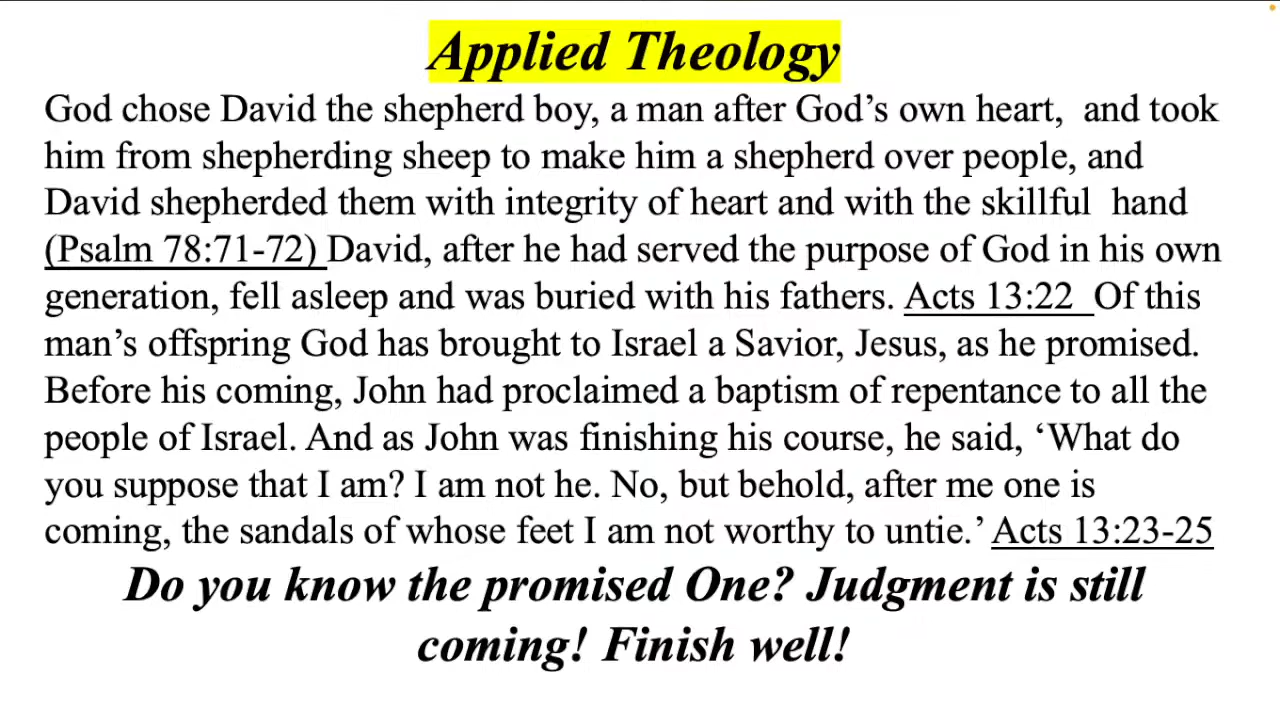 Applied Theology
God chose David the shepherd boy, a man after God’s own heart,  and took
him from shepherding sheep to make him a shepherd over people, and
David shepherded them with integrity of heart and with the skillful  hand
(Psalm 78:71-72) David, after he had served the purpose of God in his own
generation, fell asleep and was buried with his fathers. Acts 13:22  Of this
man’s offspring God has brought to Israel a Savior, Jesus, as he promised.
Before his coming, John had proclaimed a baptism of repentance to all the
people of Israel. And as John was finishing his course, he said, ‘What do
you suppose that I am? I am not he. No, but behold, after me one is
coming, the sandals of whose feet I am not worthy to untie.’ Acts 13:23-25
Do you know the promised One? Judgment is still
coming! Finish well!